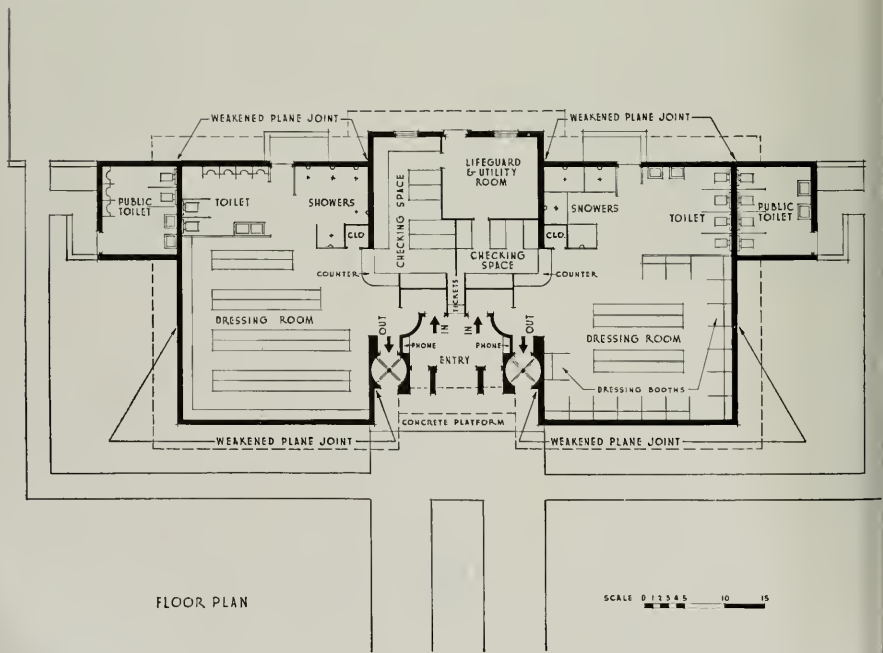 WEAKENED PLANE JOINT
WEAKENED PLANE JOINT
LIFEGUARD
& UTILITY
ROOM
PUBLIC
TOILET
TOILET
SHOWERS
CHECKING SPACE
SHOWERS
TOILET
PUBLIC
TOILET
CLO.
CLO.
CHECKING
SPACE
COUNTER
COUNTER
TICKETS
DRESSING ROOM
OUT
IN
IN
OUT
DRESSING ROOM
PHONE
PHONE
ENTRY
DRESSING BOOTHS
CONCRETE PLATFORM
WEAKENED PLANE JOINT
WEAKENED PLANE JOINT
FLOOR PLAN
SCALE 0 1 2 3 4 5 10 15